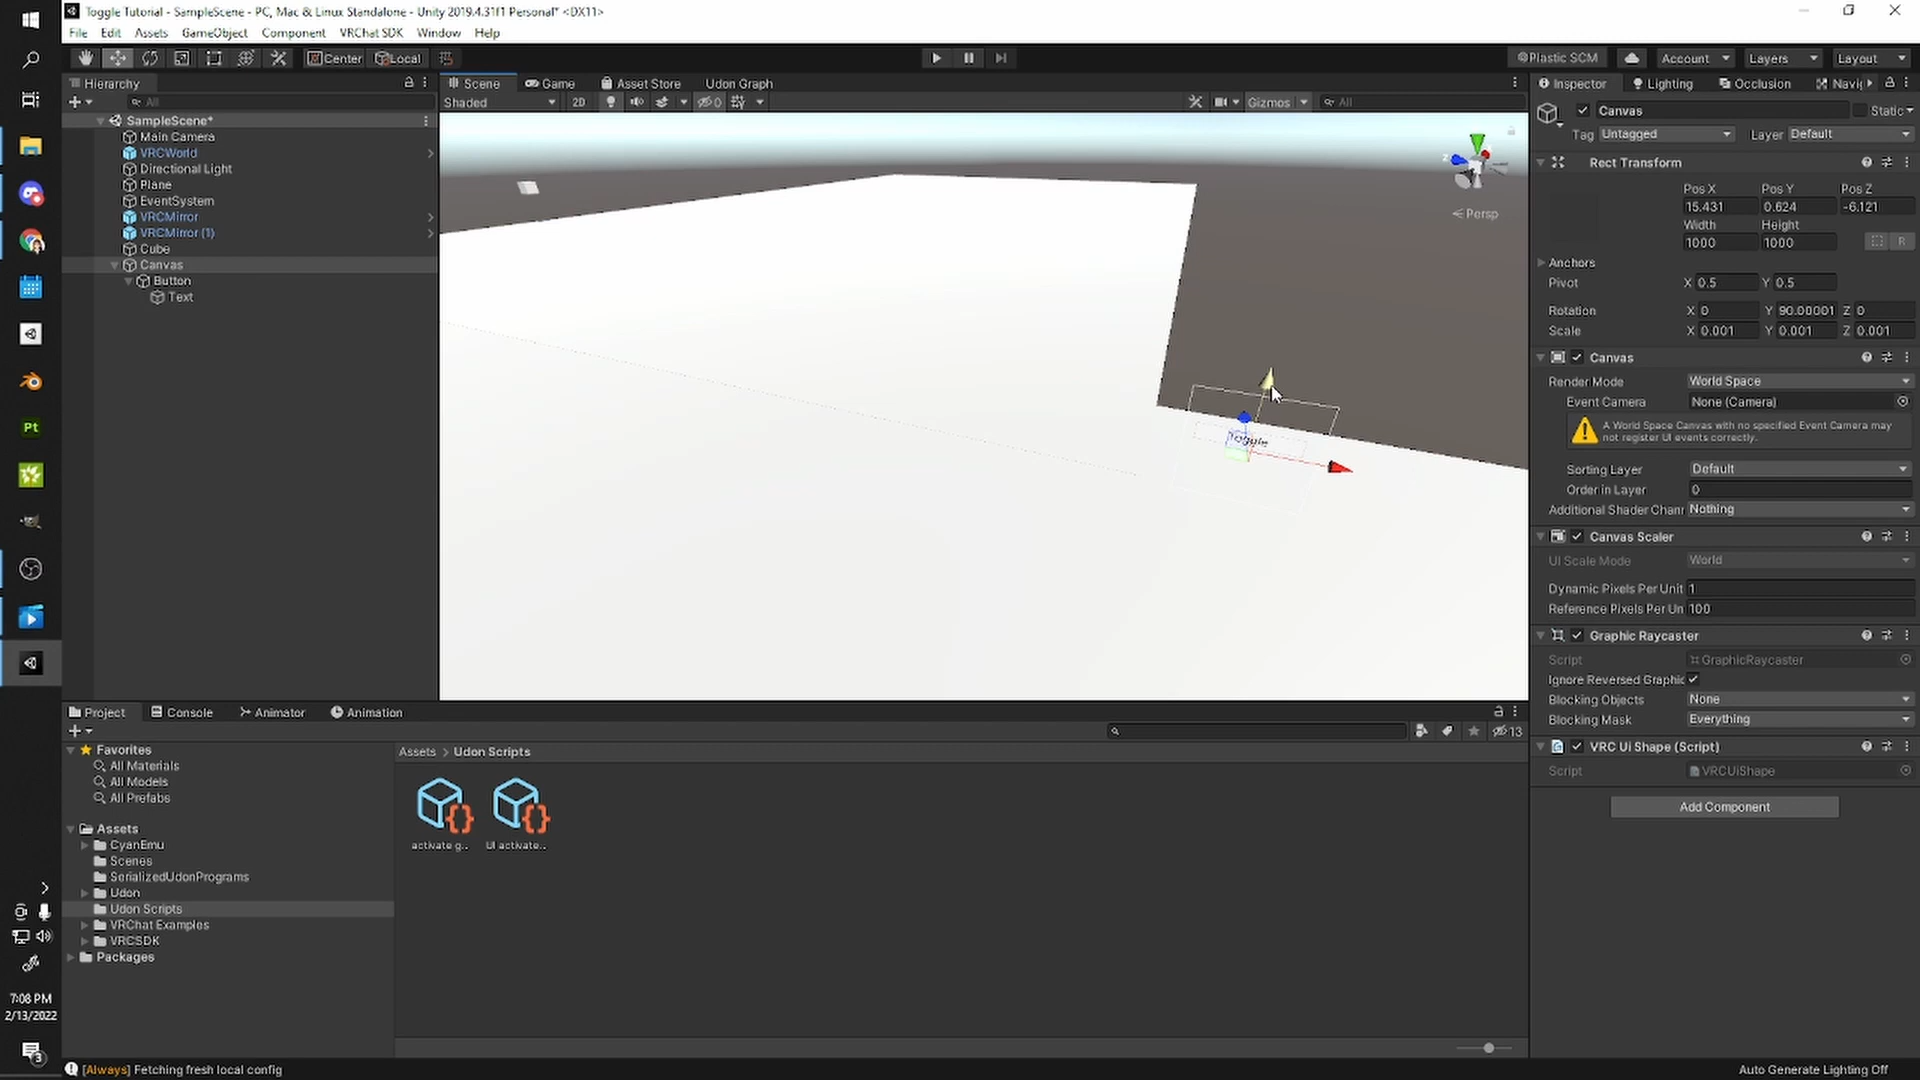 Toggle Tutorial - SampleScene - PC, Mac & Linux Standalone - Unity 2019.4.31f1 Personal* <DX11>
File Edit Assets GameObject Component VRChat SDK Window Help
Center Local Plastic SCM Account Layers Layout
Hierarchy
All
SampleScene*
Main Camera
VRCWorld
Directional Light
Plane
EventSystem
VRCMirror
VRCMirror (1)
Cube
Canvas
Button
Text
Scene Game Asset Store Udon Graph
Shaded 2D 0 Gizmos All
Persp
Toggle
Inspector Lighting Occlusion Navi
Canvas Static
Tag Untagged Layer Default
Rect Transform
Pos X Pos Y Pos Z
15.431 0.624 -6.121
Width Height
1000 1000 R
Anchors
Pivot X 0.5 Y 0.5
Rotation X 0 Y 90.00001 Z 0
Scale X 0.001 Y 0.001 Z 0.001
Canvas
Render Mode World Space
Event Camera None (Camera)
A World Space Canvas with no specified Event Camera may
not register UI events correctly.
Sorting Layer Default
Order in Layer 0
Additional Shader Chann Nothing
Canvas Scaler
UI Scale Mode World
Dynamic Pixels Per Unit 1
Reference Pixels Per Un 100
Graphic Raycaster
Script GraphicRaycaster
Ignore Reversed Graphic
Blocking Objects None
Blocking Mask Everything
VRC Ui Shape (Script)
Script VRCUiShape
Add Component
Project Console Animator Animation
13
Favorites
All Materials
All Models
All Prefabs
Assets
CyanEmu
Scenes
SerializedUdonPrograms
Udon
Udon Scripts
VRChat Examples
VRCSDK
Packages
Assets > Udon Scripts
activate g.. UI activate..
Pt
7:08 PM
2/13/2022
3
[Always] Fetching fresh local config
Auto Generate Lighting Off